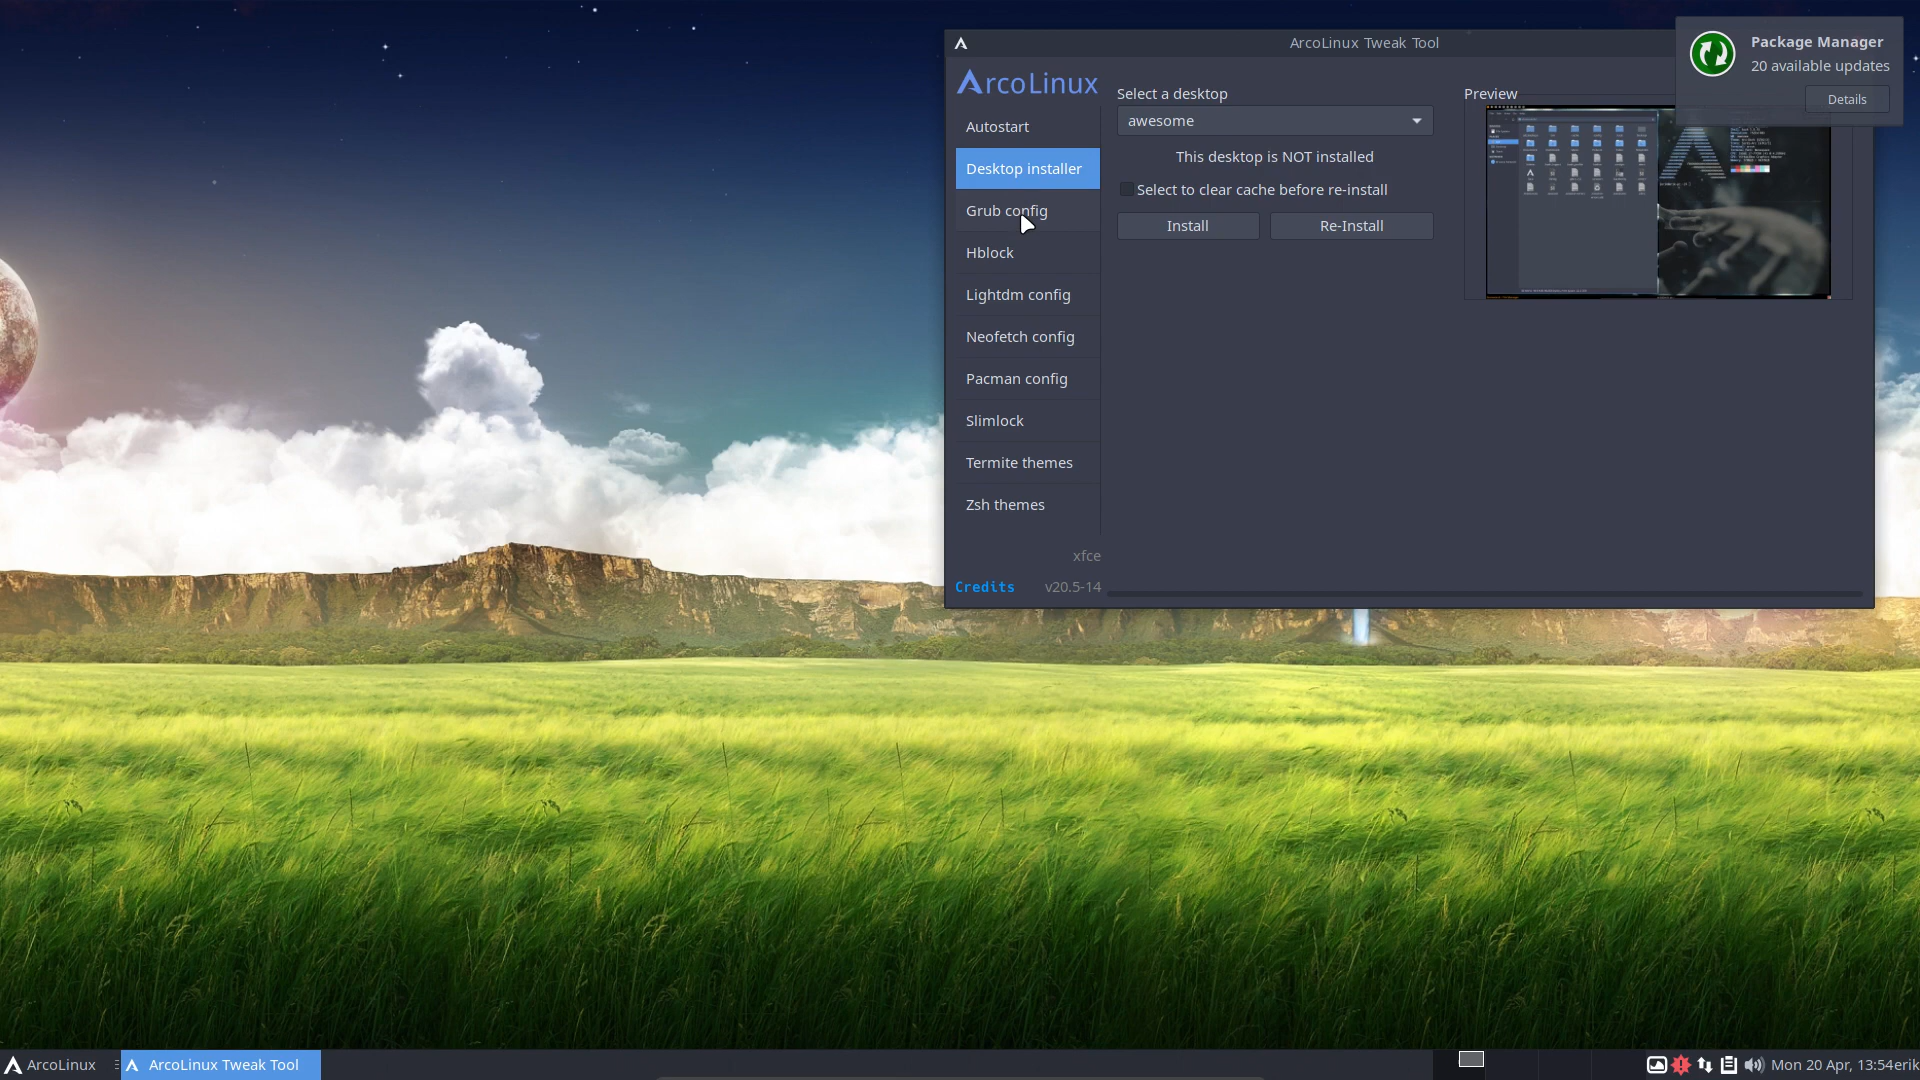 ArcoLinux Tweak Tool
Package Manager
20 available updates
Details
ArcoLinux
Autostart
Desktop installer
Grub config
Hblock
Lightdm config
Neofetch config
Pacman config
Slimlock
Termite themes
Zsh themes
xfce
Credits
v20.5-14
Select a desktop
awesome
This desktop is NOT installed
Select to clear cache before re-install
Install
Re-Install
Preview
ArcoLinux
ArcoLinux Tweak Tool
Mon 20 Apr, 13:54
erik